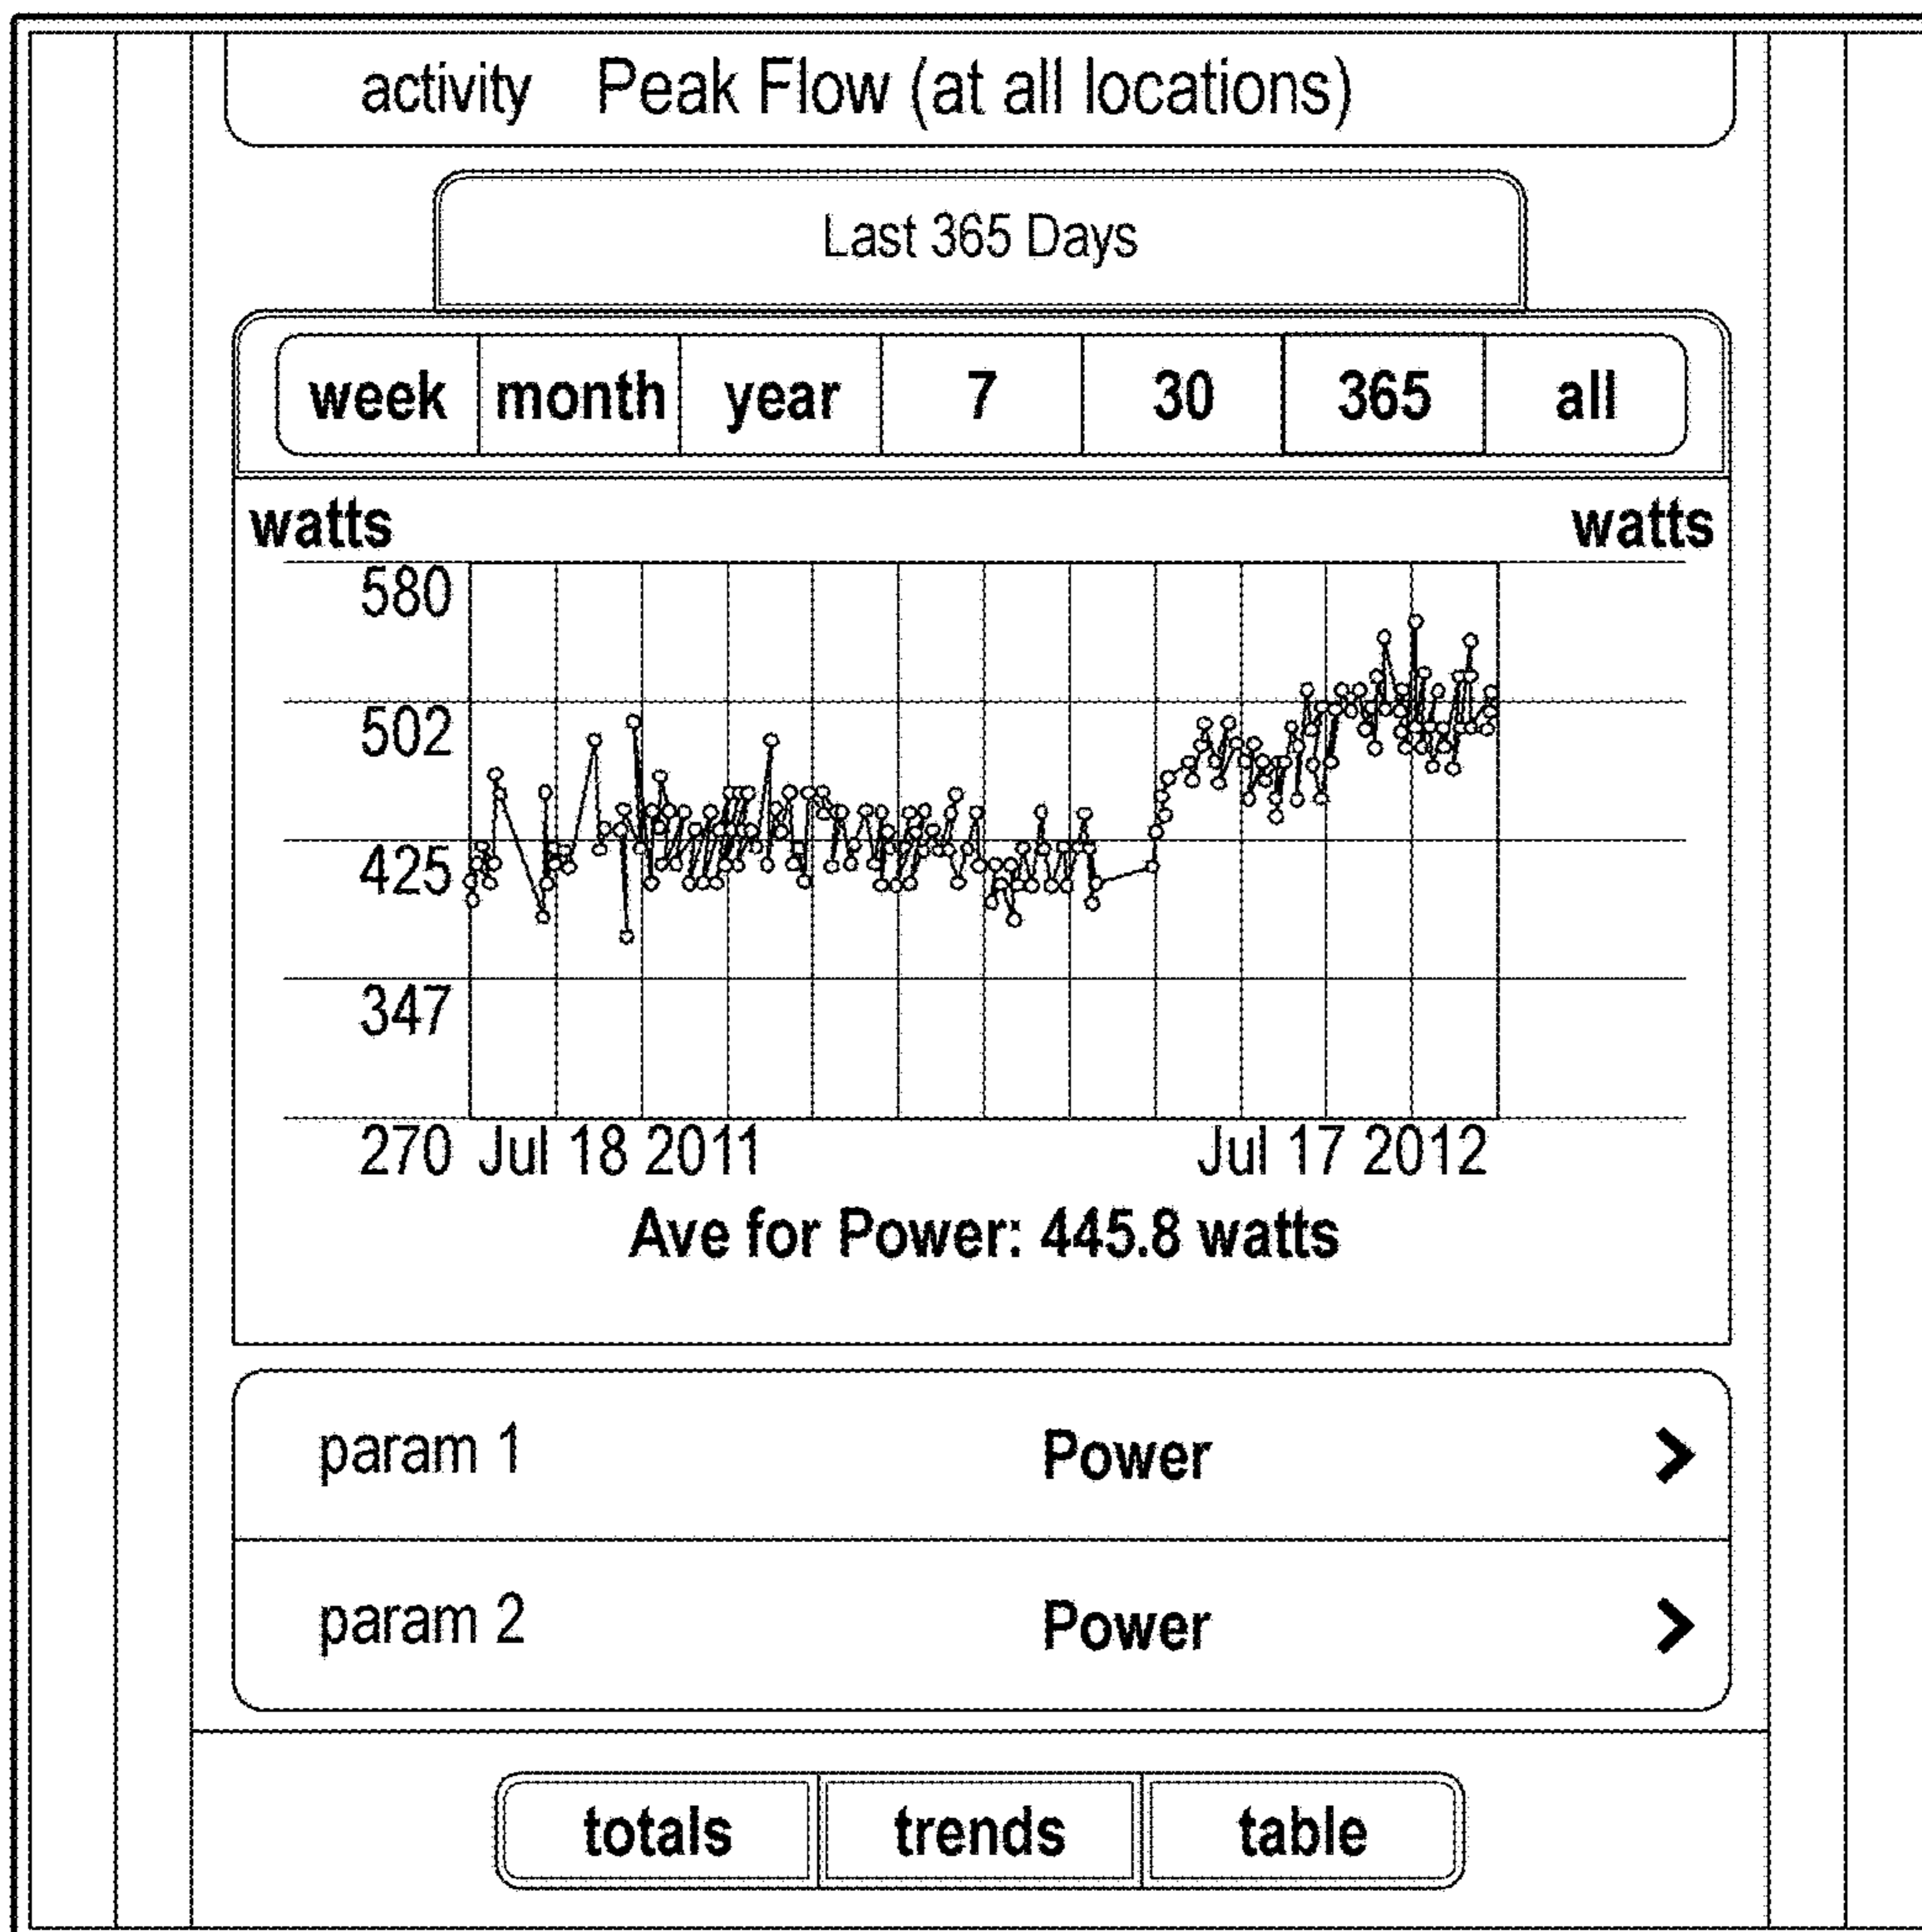 activity Peak Flow (at all locations)
Last 365 Days
week month year 7 30 365 all
watts watts
580
502
425
347
270 Jul 18 2011 Jul 17 2012
Ave for Power: 445.8 watts
param 1 Power >
param 2 Power >
totals trends table